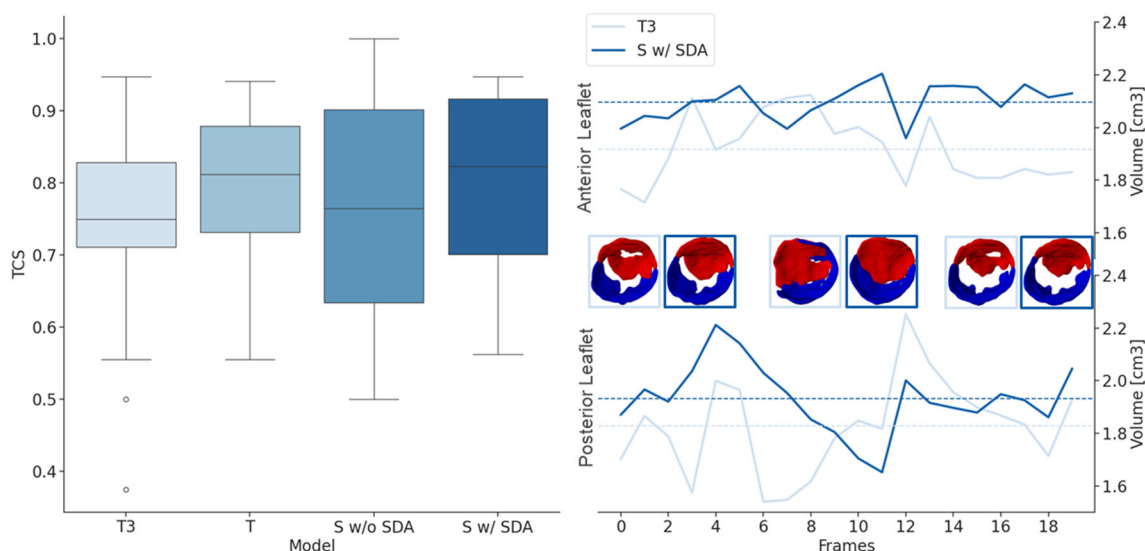 1.0
0.9
0.8
0.7
0.6
0.5
0.4
TCS
T3
T
S w/o SDA
S w/ SDA
Model
T3
S w/ SDA
Anterior Leaflet
2.4
2.2
2.0
1.8
1.6
Volume [cm3]
Posterior Leaflet
2.4
2.2
2.0
1.8
1.6
Volume [cm3]
0 2 4 6 8 10 12 14 16 18
Frames